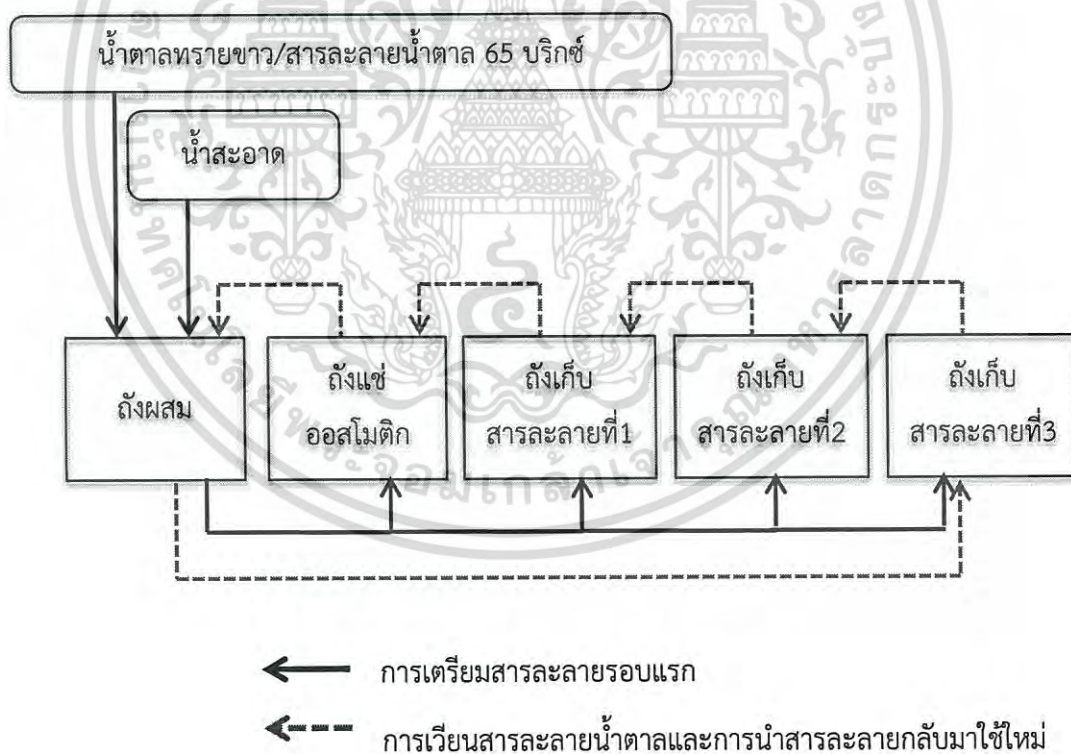 น้ำตาลทรายขาว/สารละลายน้ำตาล 65 บริกซ์
น้ำสะอาด
ถังผสม
ถังแช่
ออสโมติก
ถังเก็บ
สารละลายที่1
ถังเก็บ
สารละลายที่2
ถังเก็บ
สารละลายที่3
การเตรียมสารละลายรอบแรก
การเวียนสารละลายน้ำตาลและการนำสารละลายกลับมาใช้ใหม่